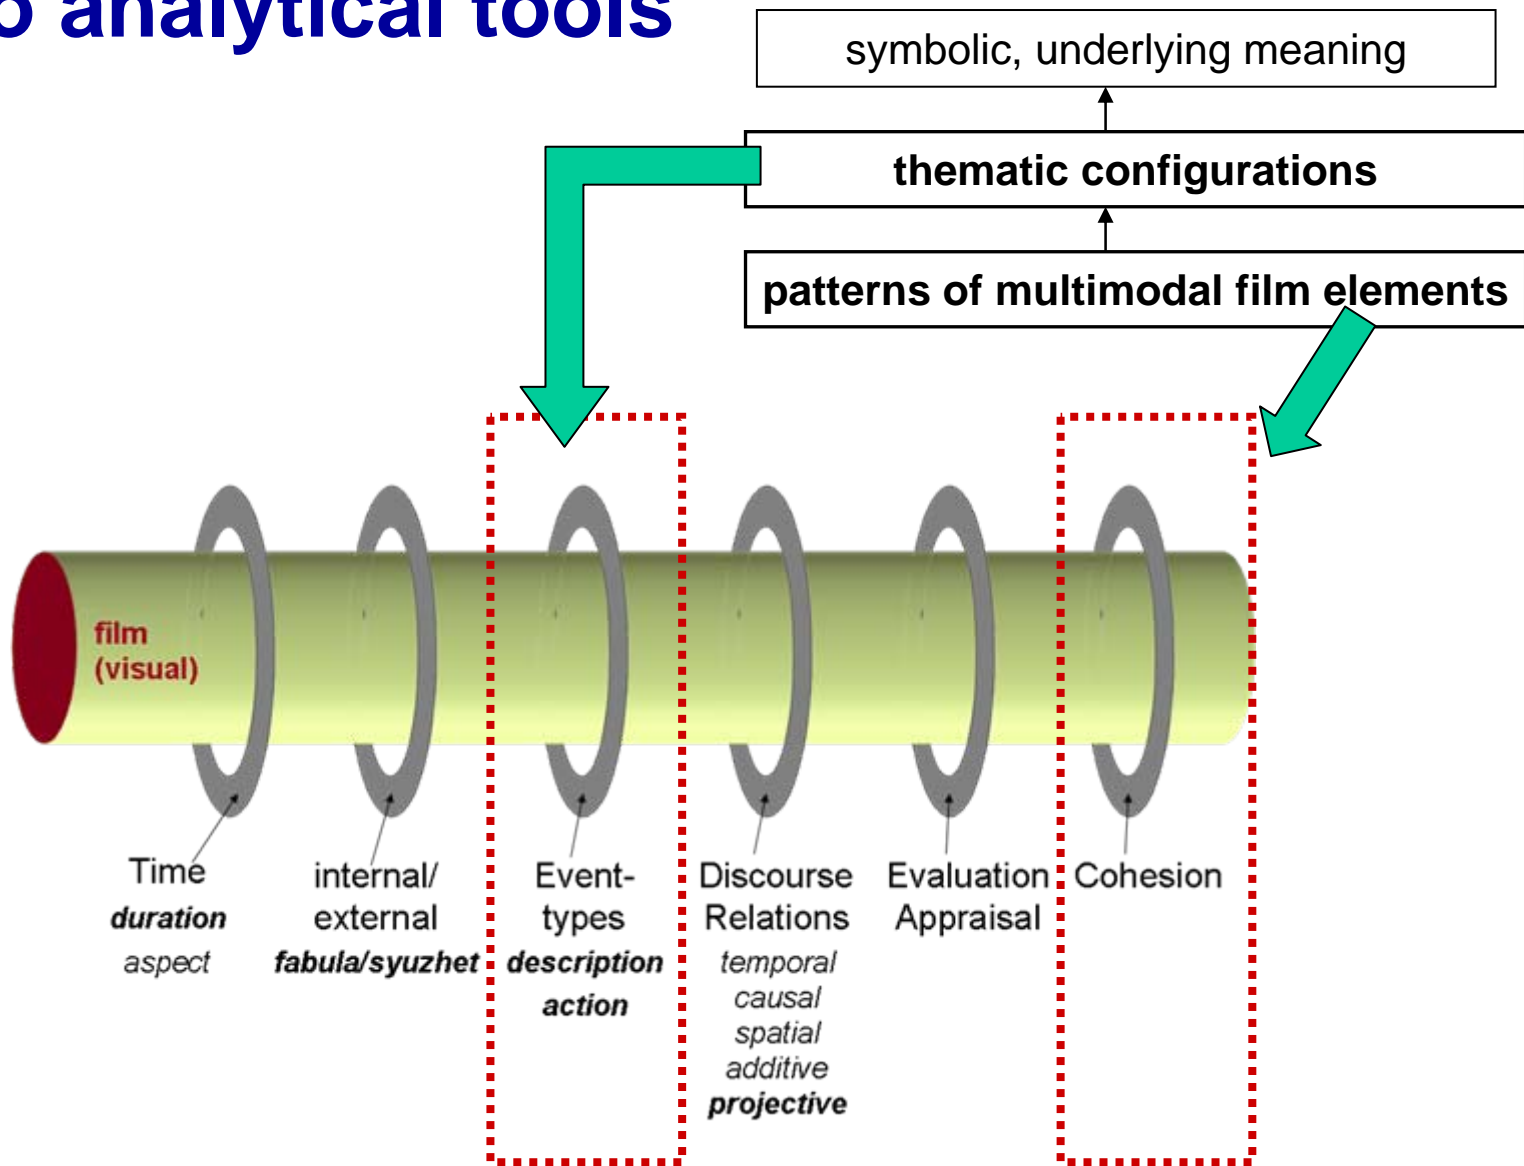 o analytical tools
symbolic, underlying meaning
thematic configurations
patterns of multimodal film elements
film
(visual)
Time
duration
aspect
internal/
external
fabula/syuzhet
Event-
types
description
action
Discourse
Relations
temporal
causal
spatial
additive
projective
Evaluation
Appraisal
Cohesion